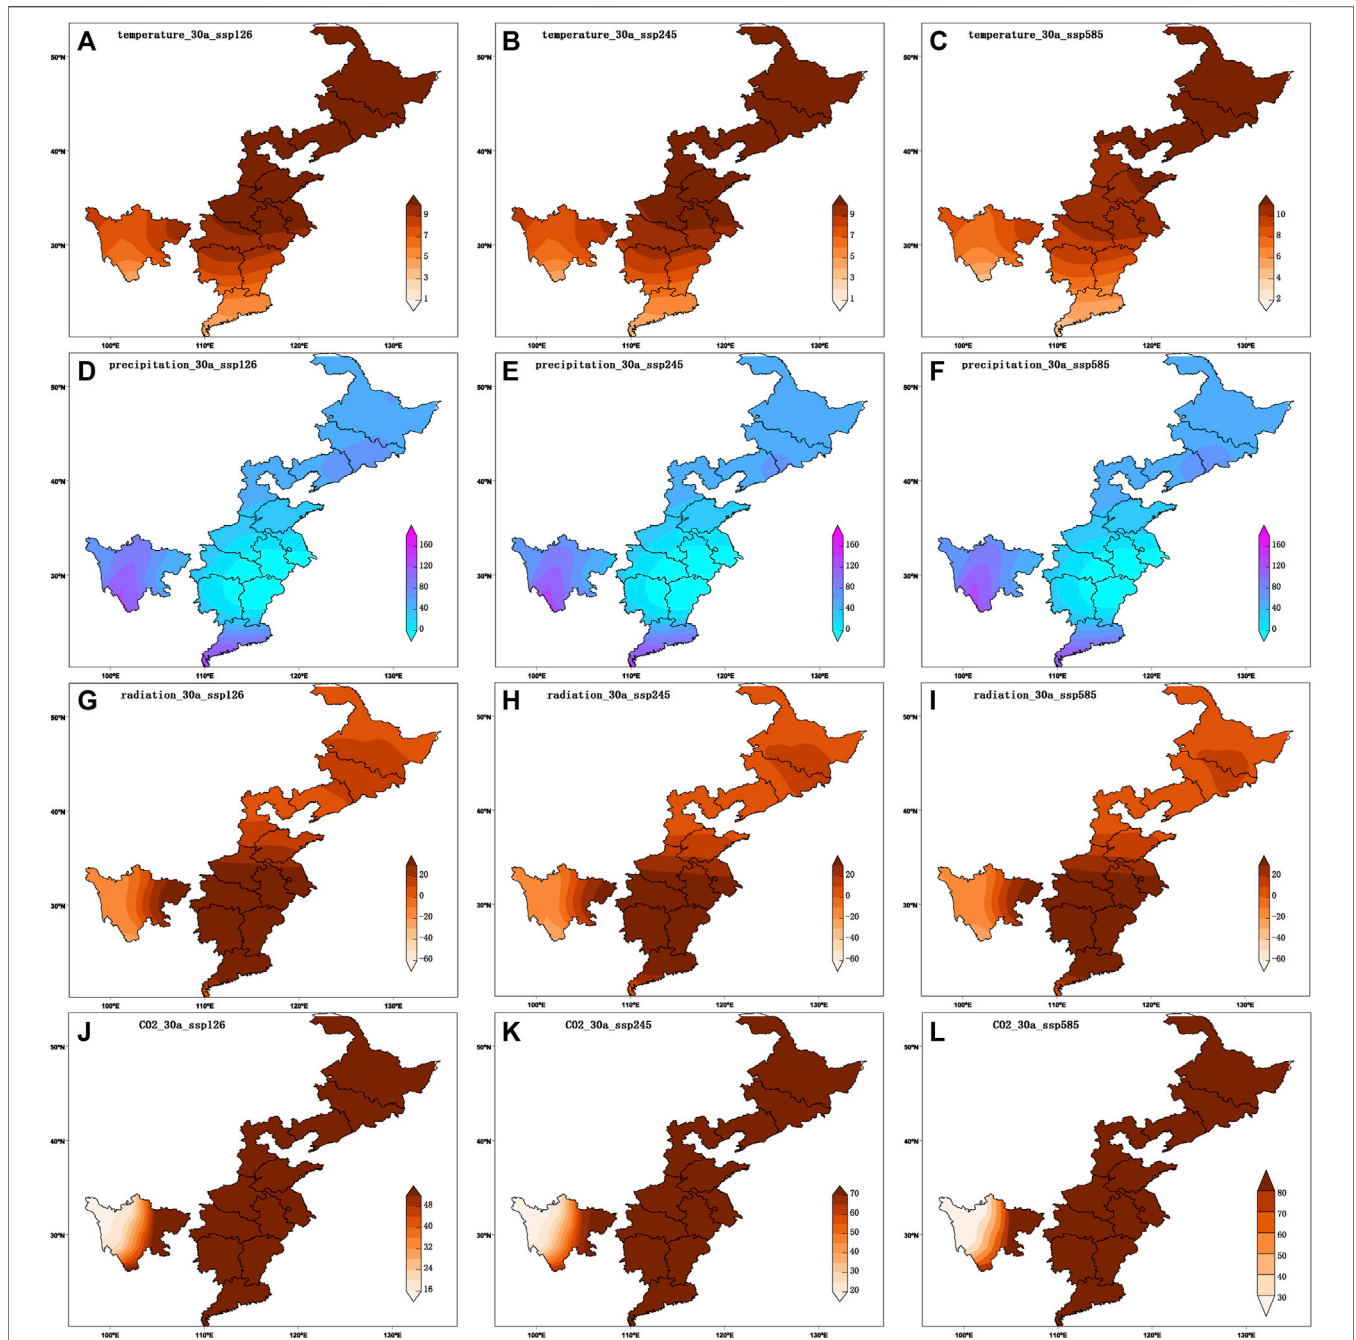 A temperature_30a_ssp126
B temperature_30a_ssp245
C temperature_30a_ssp585
50°N
40°N
30°N
9
7
5
3
1
100°E 110°E 120°E 130°E
50°N
40°N
30°N
9
7
5
3
1
100°E 110°E 120°E 130°E
50°N
40°N
30°N
10
8
6
4
2
100°E 110°E 120°E 130°E
D precipitation_30a_ssp126
E precipitation_30a_ssp245
F precipitation_30a_ssp585
50°N
40°N
30°N
160
120
80
40
0
100°E 110°E 120°E 130°E
50°N
40°N
30°N
160
120
80
40
0
100°E 110°E 120°E 130°E
50°N
40°N
30°N
160
120
80
40
0
100°E 110°E 120°E 130°E
G radiation_30a_ssp126
H radiation_30a_ssp245
I radiation_30a_ssp585
50°N
40°N
30°N
20
0
-20
-40
-60
100°E 110°E 120°E 130°E
50°N
40°N
30°N
20
0
-20
-40
-60
100°E 110°E 120°E 130°E
50°N
40°N
30°N
20
0
-20
-40
-60
100°E 110°E 120°E 130°E
J CO2_30a_ssp126
K CO2_30a_ssp245
L CO2_30a_ssp585
50°N
40°N
30°N
48
40
32
24
16
100°E 110°E 120°E 130°E
50°N
40°N
30°N
70
60
50
40
30
20
100°E 110°E 120°E 130°E
50°N
40°N
30°N
80
70
60
50
40
30
100°E 110°E 120°E 130°E